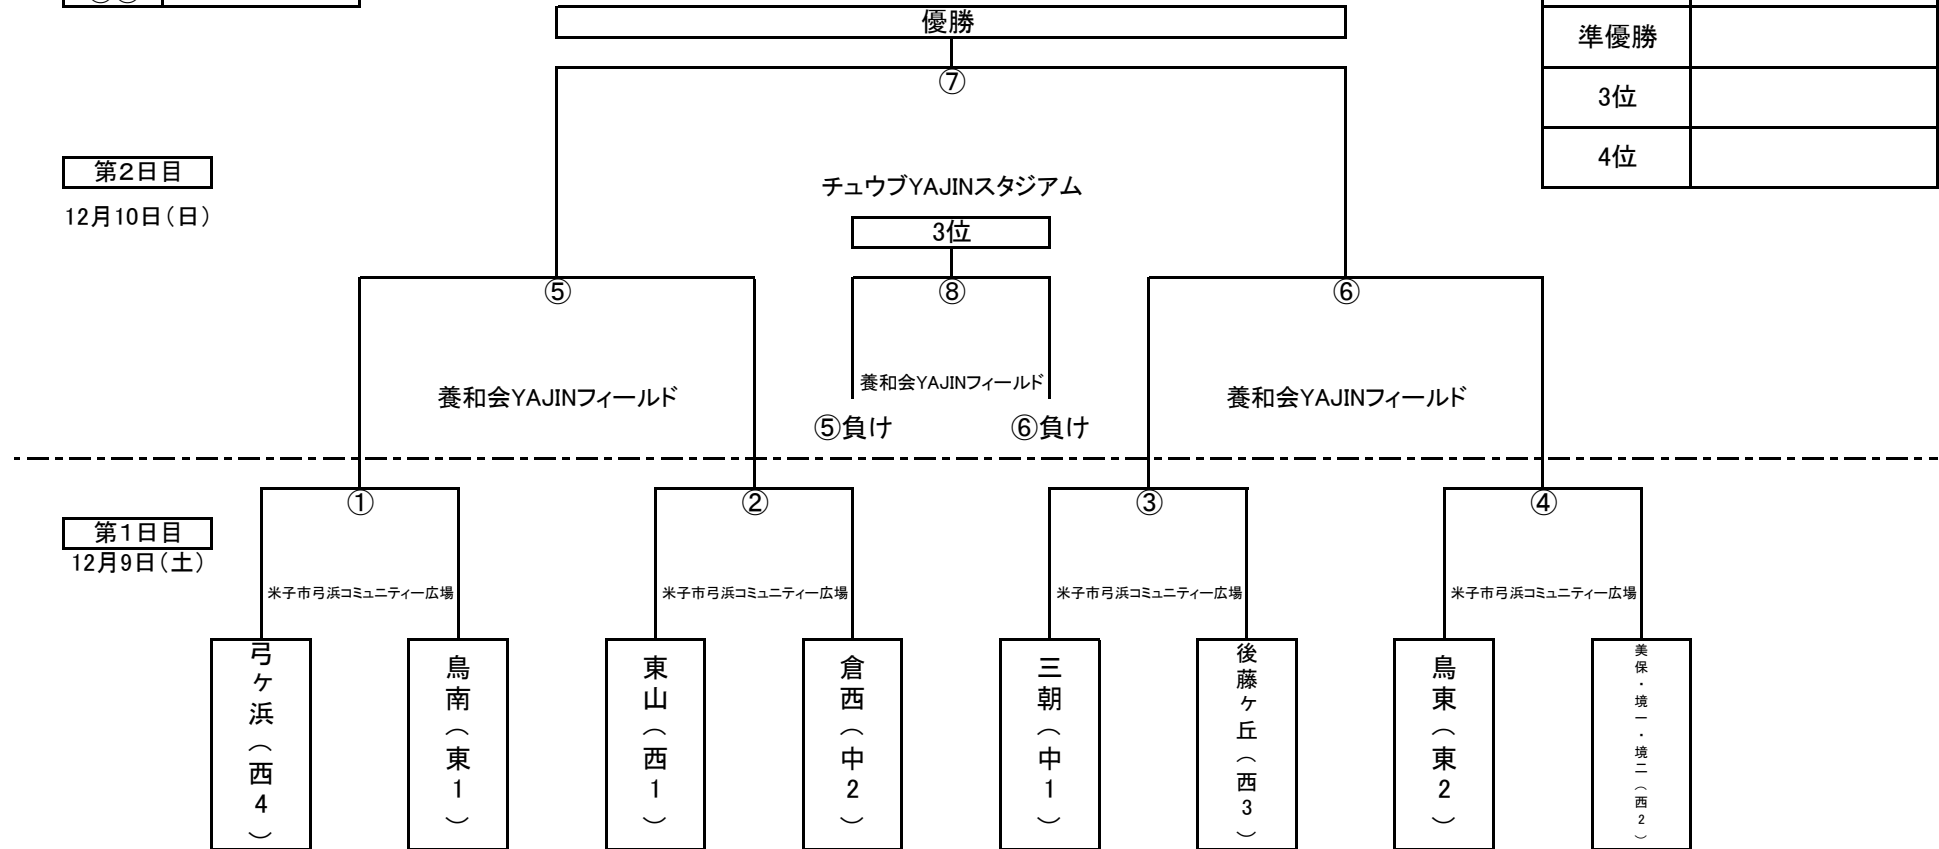 優勝
準優勝
⑦
3位
4位
第2日目
チュウブYAJINスタジアム
12月10日（日）
3位
⑤
⑧
⑥
養和会YAJINフィールド
養和会YAJINフィールド
養和会YAJINフィールド
⑤負け
⑥負け
①
②
③
④
第1日目
12月9日（土）
米子市弓浜コミュニティー広場
米子市弓浜コミュニティー広場
米子市弓浜コミュニティー広場
米子市弓浜コミュニティー広場
弓ヶ浜（西4）
鳥南（東1）
東山（西1）
倉西（中2）
三朝（中1）
後藤ヶ丘（西3）
鳥東（東2）
美保・境一・境二（西2）